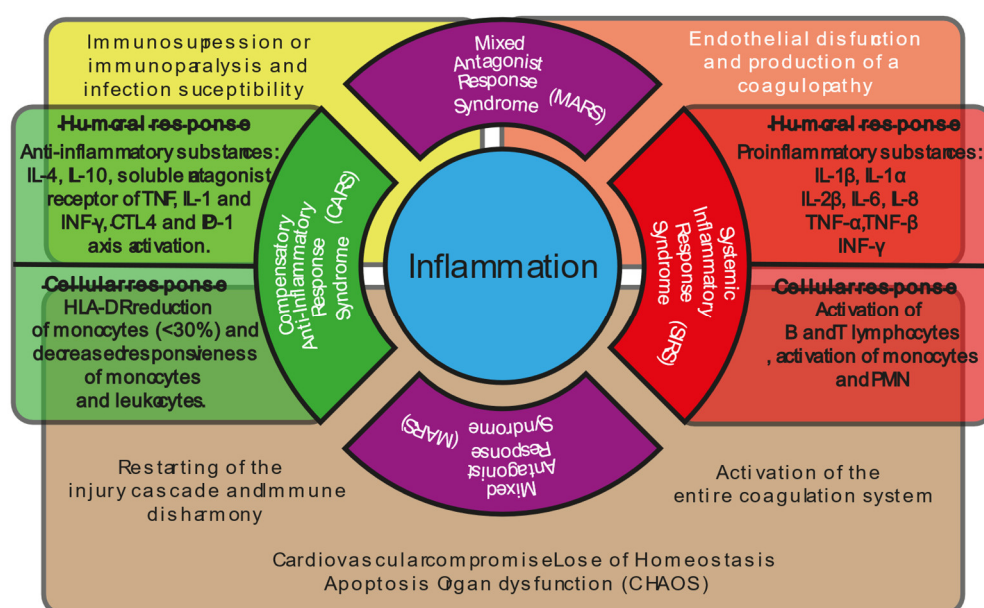 Immunosupression or
immunoparalysis and
infection suceptibility
Mixed
Antagonist
Response
Syndrome (MARS)
Endothelial disfunction
and production of a
coagulopathy
Humoral response
Anti-inflammatory substances:
IL-4, IL-10, soluble atagonist
receptor of TNF, IL-1 and
INF-γ, CTL4 and PD-1
axis activation.
Cellular response
HLA-DR reduction
of monocytes (<30%) and
decreased responsiveness
of monocytes
and leukocytes.
Compensatory
Anti-Inflammatory
Response (CARS)
Syndrome
Inflammation
Systemic
Inflammatory
Response
Syndrome (SIRS)
Humoral response
Proinflammatory substances:
IL-1β, IL-1α
IL-2β, IL-6, IL-8
TNF-α,TNF-β
INF-γ
Cellular response
Activation of
B and T lymphocytes
, activation of monocytes
and PMN
Mixed
Antagonist
Response
Syndrome (MARS)
Restarting of the
injury cascade and Immune
disharmony
Activation of the
entire coagulation system
Cardiovascular compromise Lose of Homeostasis
Apoptosis Organ dysfunction (CHAOS)